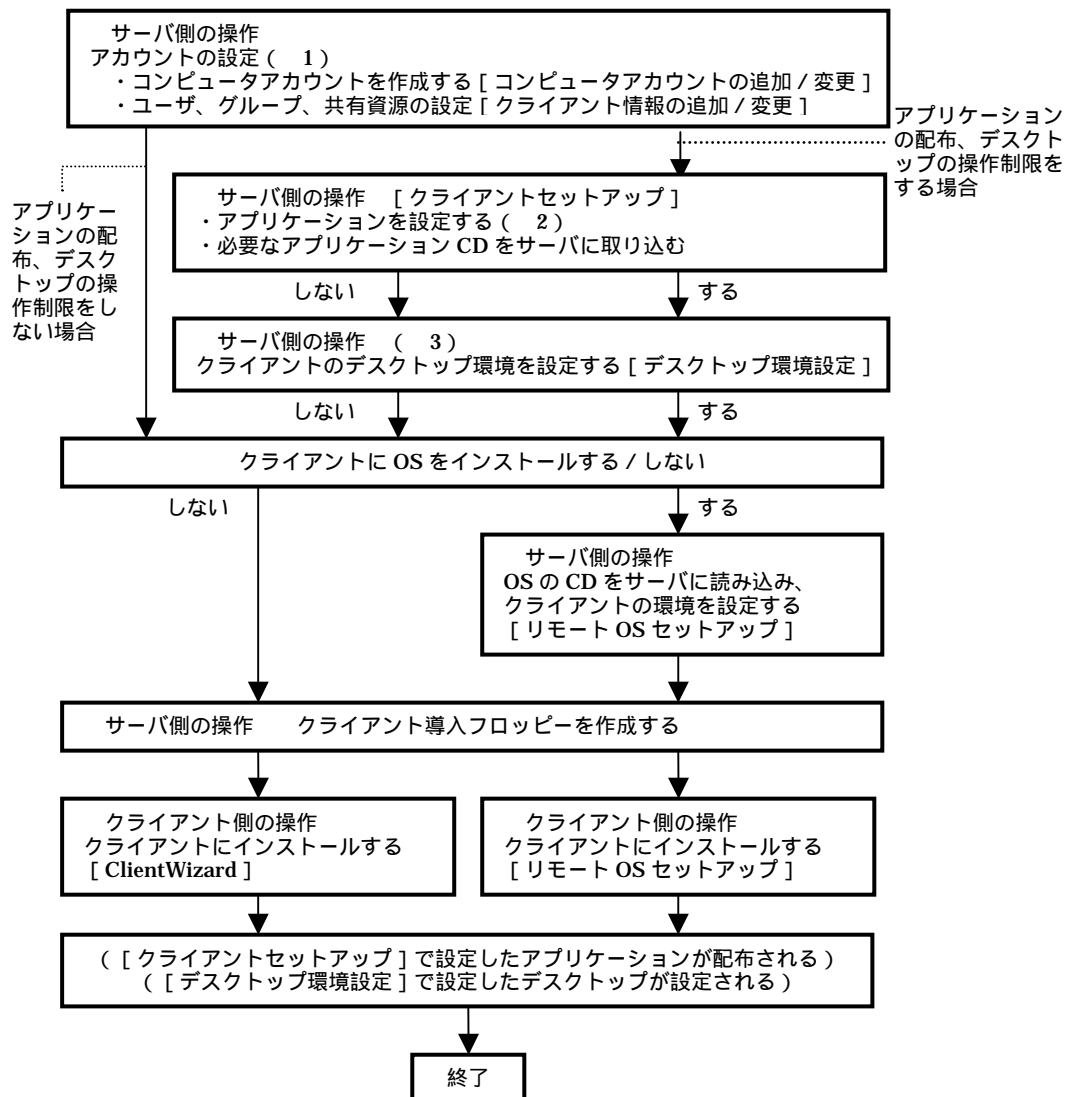 サーバ側の操作
アカウントの設定（　1）
・コンピュータアカウントを作成する［コンピュータアカウントの追加／変更］
・ユーザ、グループ、共有資源の設定［クライアント情報の追加／変更］
アプリケーション
の配布、デスクト
ップの操作制限を
する場合
アプリケー
ションの配
布、デスク
トップの操
作制限をし
ない場合
サーバ側の操作　［クライアントセットアップ］
・アプリケーションを設定する（　2）
・必要なアプリケーション CD をサーバに取り込む
しない　する
サーバ側の操作　（　3）
クライアントのデスクトップ環境を設定する［デスクトップ環境設定］
しない　する
クライアントに OS をインストールする／しない
しない　する
サーバ側の操作
OS の CD をサーバに読み込み、
クライアントの環境を設定する
［リモート OS セットアップ］
サーバ側の操作　　クライアント導入フロッピーを作成する
クライアント側の操作
クライアントにインストールする
［ClientWizard］
クライアント側の操作
クライアントにインストールする
［リモート OS セットアップ］
（［クライアントセットアップ］で設定したアプリケーションが配布される）
（［デスクトップ環境設定］で設定したデスクトップが設定される）
終了